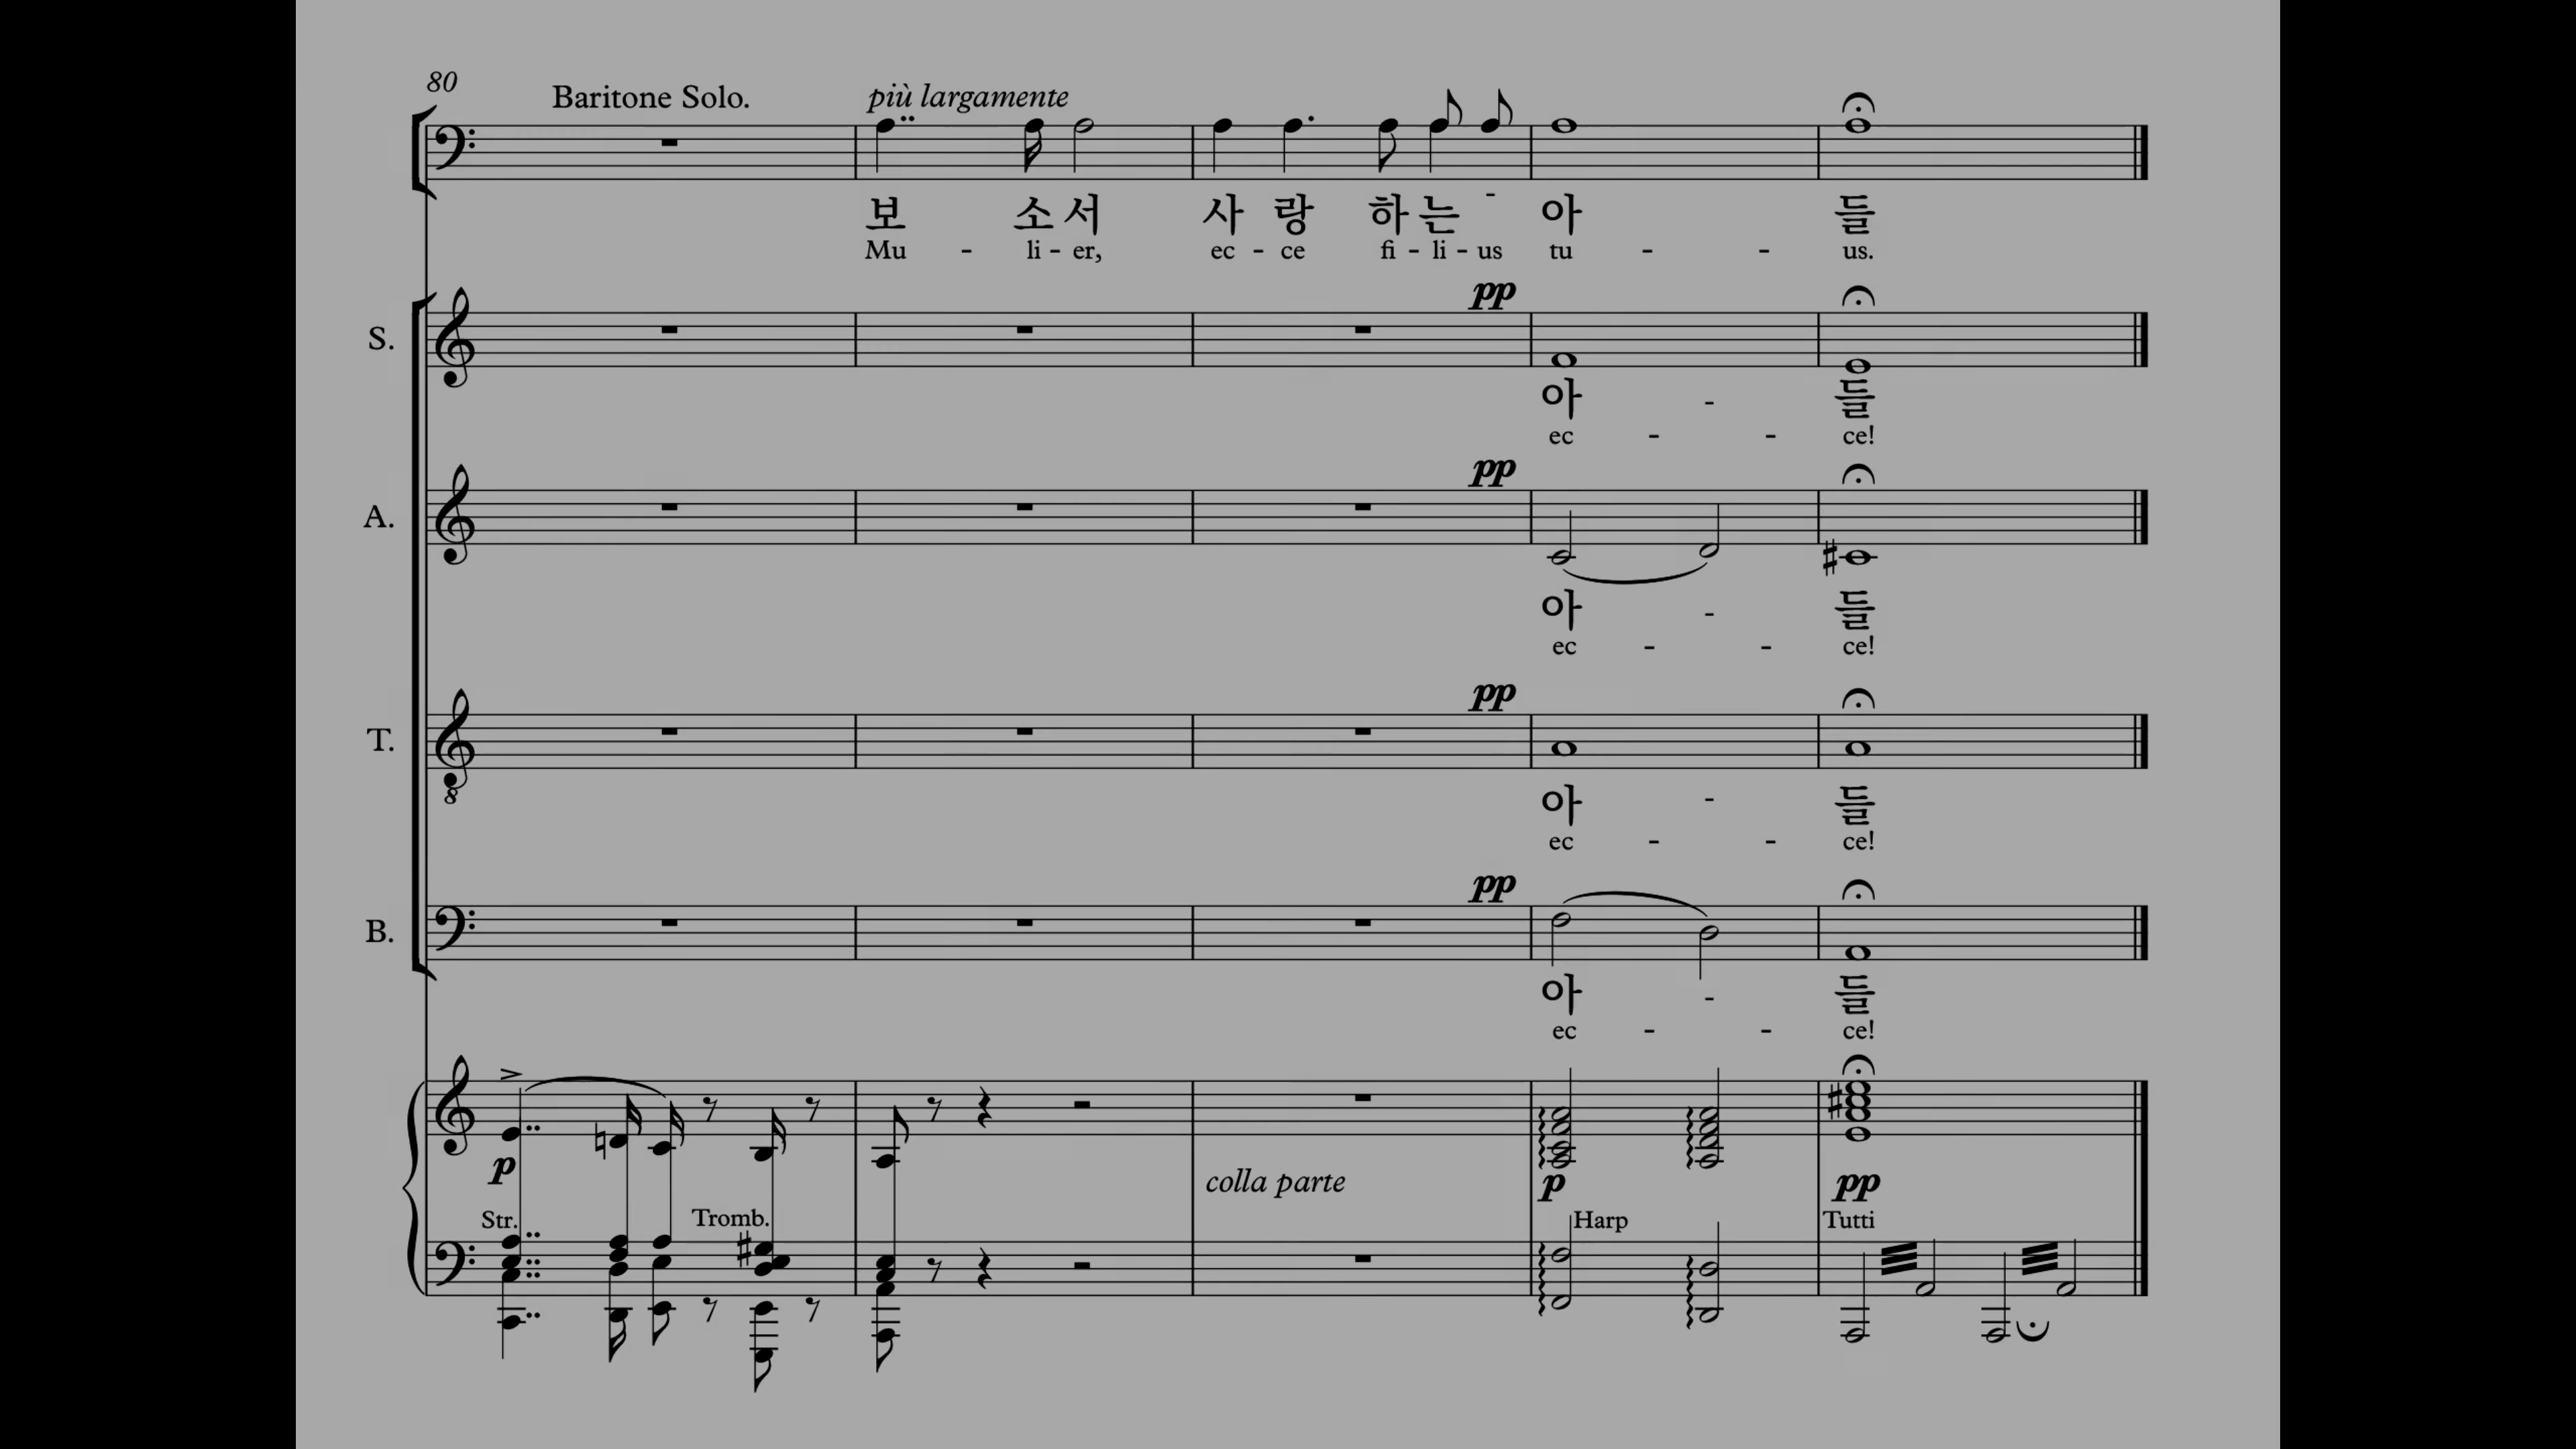 80
Baritone Solo.
più largamente
보 소 서 사 랑 하 는 - 아 들
Mu - li - er, ec - ce fi - li - us tu - - us.
pp
S.
아 - 들
ec - - ce!
pp
A.
아 - 들
ec - - ce!
pp
T.
8
아 - 들
ec - - ce!
pp
B.
아 - 들
ec - - ce!
p
colla parte
p
pp
Str.
Tromb.
Harp
Tutti